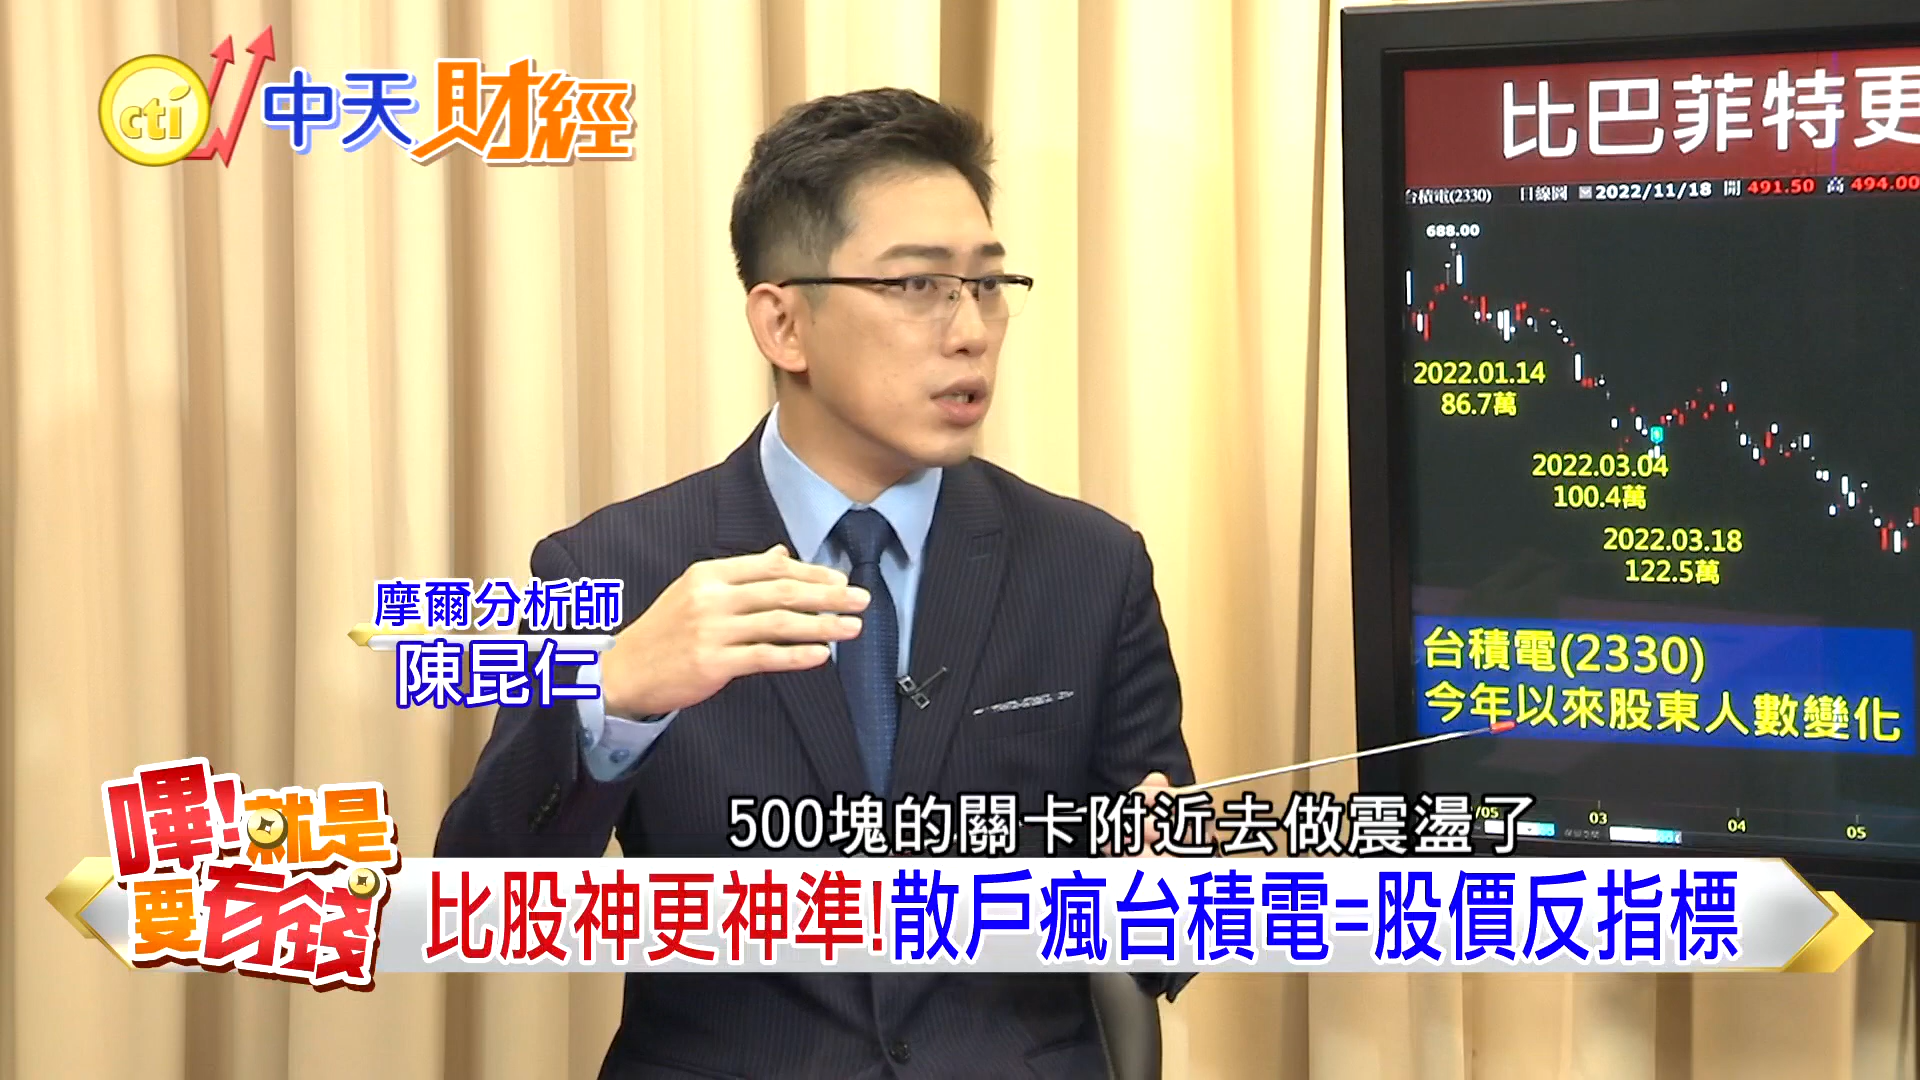 cti
中天財經
比巴菲特更
台積電(2330) 日線圖 2022/11/18 開 491.50 高 494.00
688.00
2022.01.14
86.7萬
2022.03.04
100.4萬
2022.03.18
122.5萬
台積電(2330)
今年以來股東人數變化
/05 03 04 05
摩爾分析師
陳昆仁
500塊的關卡附近去做震盪了
嗶!就是
要有錢
比股神更神準!散戶瘋台積電=股價反指標